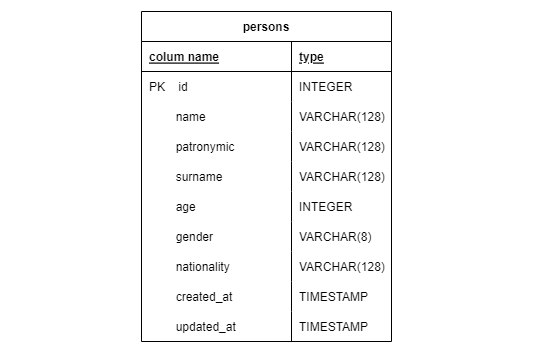 persons
colum name type
PK id INTEGER
name VARCHAR(128)
patronymic VARCHAR(128)
surname VARCHAR(128)
age INTEGER
gender VARCHAR(8)
nationality VARCHAR(128)
created_at TIMESTAMP
updated_at TIMESTAMP